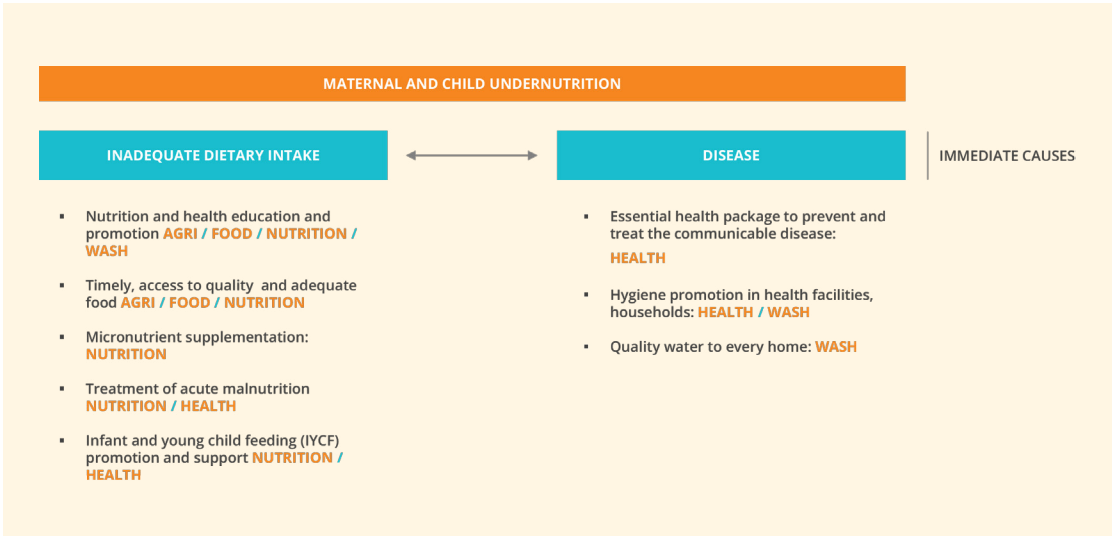 MATERNAL AND CHILD UNDERNUTRITION
INADEQUATE DIETARY INTAKE
DISEASE
IMMEDIATE CAUSES
▪ Nutrition and health education and
promotion AGRI / FOOD / NUTRITION /
WASH
▪ Timely, access to quality and adequate
food AGRI / FOOD / NUTRITION
▪ Micronutrient supplementation:
NUTRITION
▪ Treatment of acute malnutrition
NUTRITION / HEALTH
▪ Infant and young child feeding (IYCF)
promotion and support NUTRITION /
HEALTH
▪ Essential health package to prevent and
treat the communicable disease:
HEALTH
▪ Hygiene promotion in health facilities,
households: HEALTH / WASH
▪ Quality water to every home: WASH